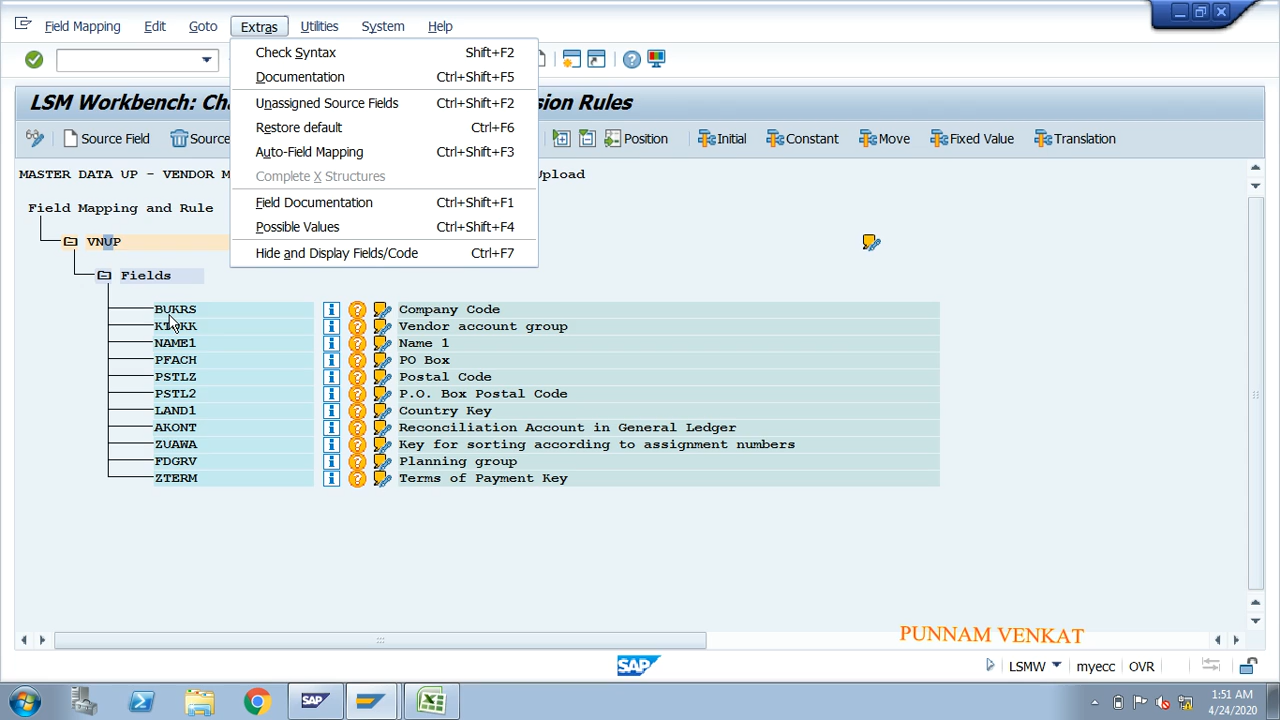 Field Mapping Edit Goto Extras Utilities System Help
Check Syntax Shift+F2
Documentation Ctrl+Shift+F5
Unassigned Source Fields Ctrl+Shift+F2
Restore default Ctrl+F6
Auto-Field Mapping Ctrl+Shift+F3
Complete X Structures
Field Documentation Ctrl+Shift+F1
Possible Values Ctrl+Shift+F4
Hide and Display Fields/Code Ctrl+F7
LSM Workbench: Cha sion Rules
Source Field Source Position Initial Constant Move Fixed Value Translation
MASTER DATA UP - VENDOR M Upload
Field Mapping and Rule
VNUP
Fields
BUKRS Company Code
KTOKK Vendor account group
NAME1 Name 1
PFACH PO Box
PSTLZ Postal Code
PSTL2 P.O. Box Postal Code
LAND1 Country Key
AKONT Reconciliation Account in General Ledger
ZUAWA Key for sorting according to assignment numbers
FDGRV Planning group
ZTERM Terms of Payment Key
PUNNAM VENKAT
SAP LSMW myecc OVR
SAP
1:51 AM
4/24/2020